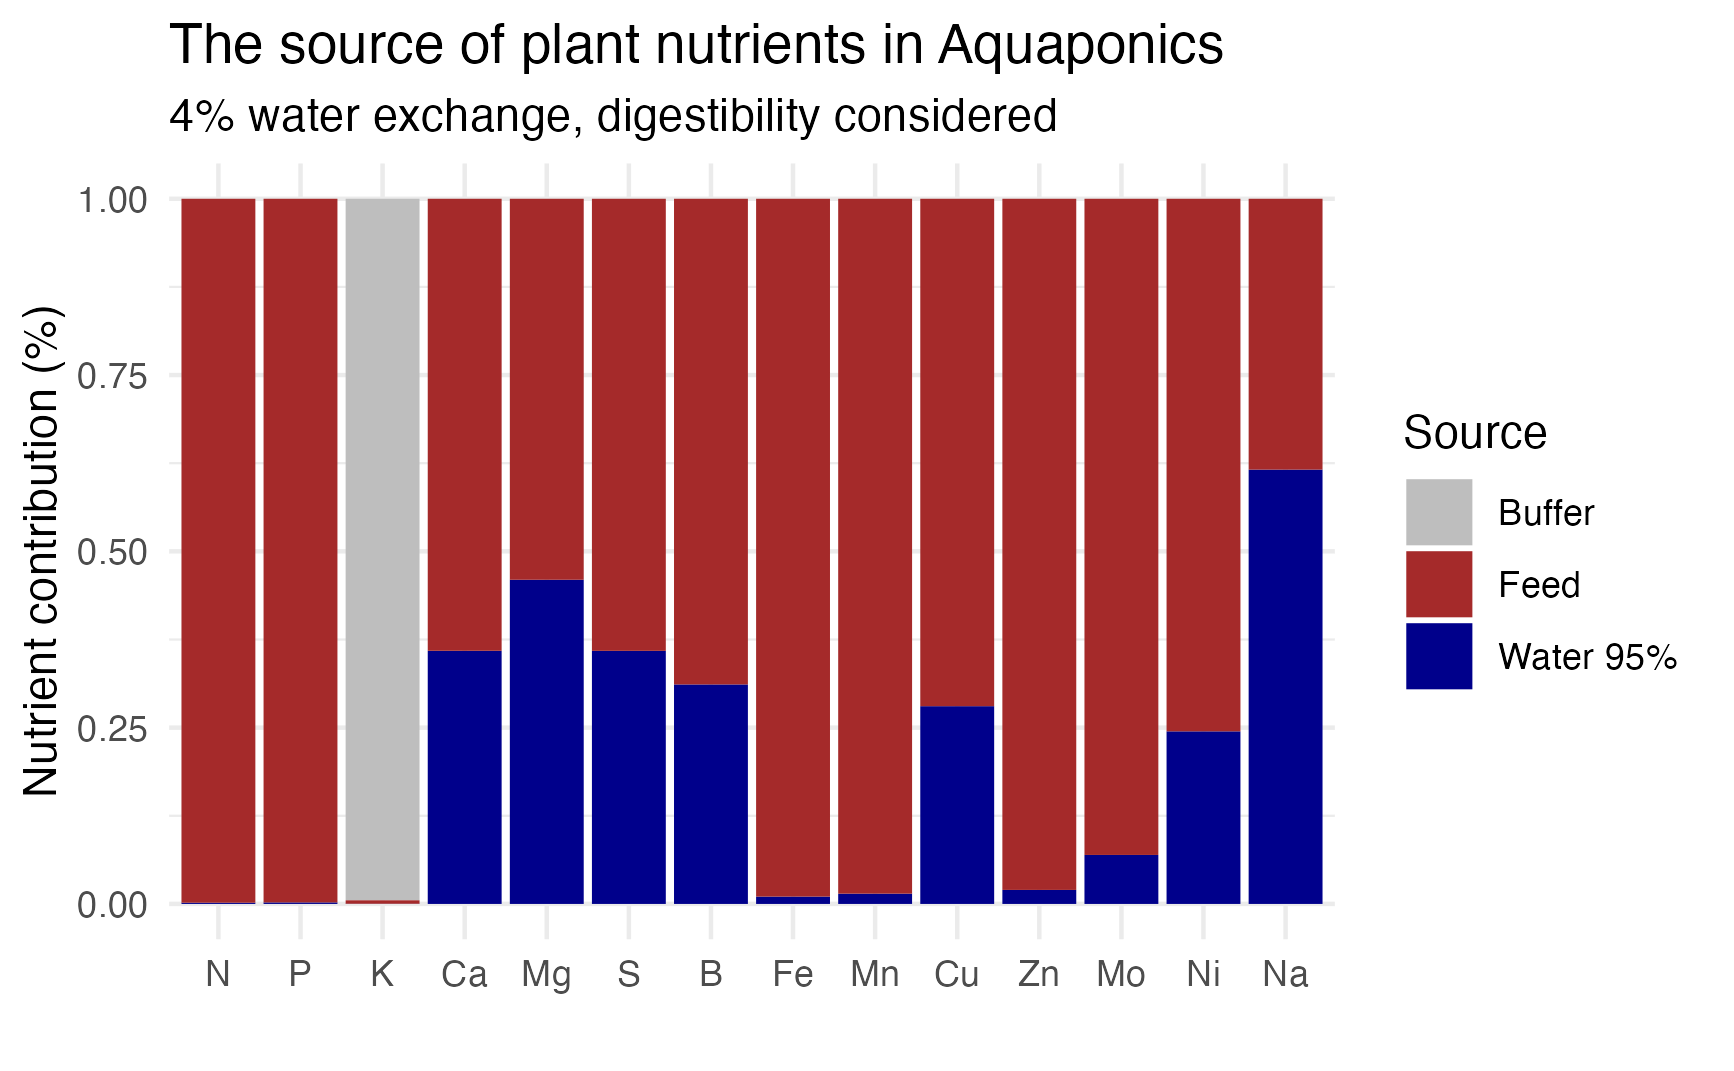 The source of plant nutrients in Aquaponics
4% water exchange, digestibility considered
Nutrient contribution (%)
1.00
0.75
0.50
0.25
0.00
N P K Ca Mg S B Fe Mn Cu Zn Mo Ni Na
Source
Buffer
Feed
Water 95%